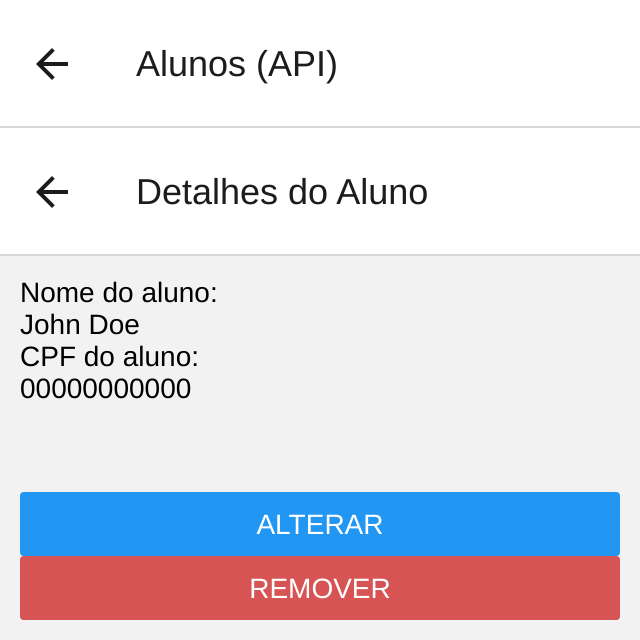 Alunos (API)
Detalhes do Aluno
Nome do aluno:
John Doe
CPF do aluno:
00000000000
ALTERAR
REMOVER